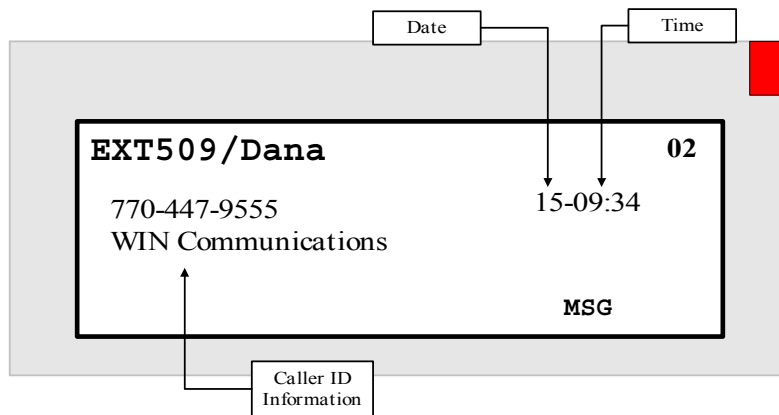 Date
Time
EXT509/Dana 02
770-447-9555 15-09:34
WIN Communications
MSG
Caller ID
Information